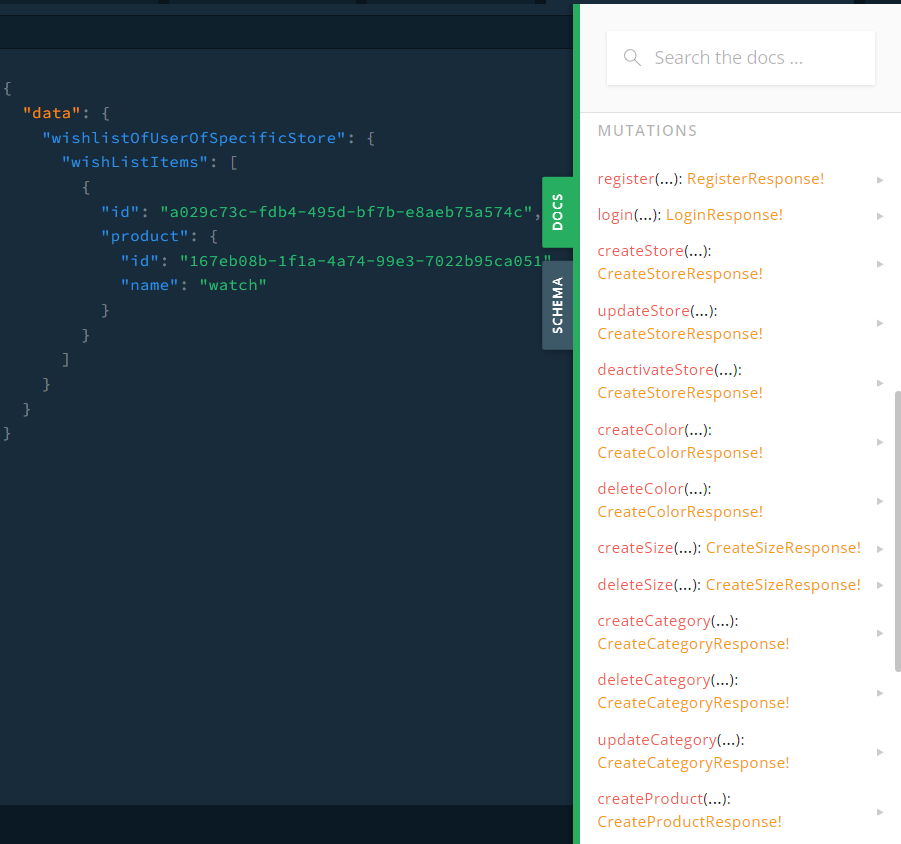 {
"data": {
"wishlistOfUserOfSpecificStore": {
"wishListItems": [
{
"id": "a029c73c-fdb4-495d-bf7b-e8aeb75a574c",
"product": {
"id": "167eb08b-1f1a-4a74-99e3-7022b95ca051"
"name": "watch"
}
}
]
}
}
}
DOCS
SCHEMA
Search the docs ...
MUTATIONS
register(...): RegisterResponse!
login(...): LoginResponse!
createStore(...):
CreateStoreResponse!
updateStore(...):
CreateStoreResponse!
deactivateStore(...):
CreateStoreResponse!
createColor(...):
CreateColorResponse!
deleteColor(...):
CreateColorResponse!
createSize(...): CreateSizeResponse!
deleteSize(...): CreateSizeResponse!
createCategory(...):
CreateCategoryResponse!
deleteCategory(...):
CreateCategoryResponse!
updateCategory(...):
CreateCategoryResponse!
createProduct(...):
CreateProductResponse!